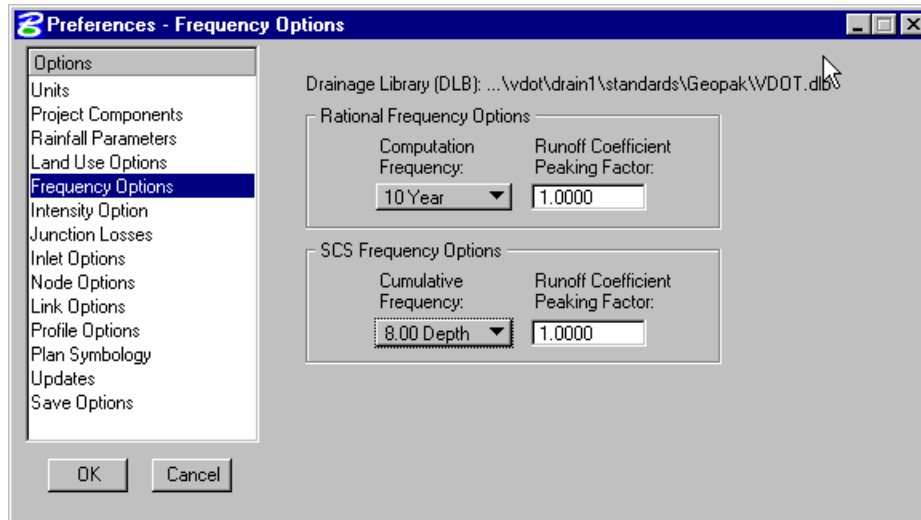 Preferences - Frequency Options
Options
Units
Project Components
Rainfall Parameters
Land Use Options
Frequency Options
Intensity Option
Junction Losses
Inlet Options
Node Options
Link Options
Profile Options
Plan Symbology
Updates
Save Options
OK Cancel
Drainage Library (DLB): ...\vdot\drain1\standards\Geopak\VDOT.dlb
Rational Frequency Options
Computation Runoff Coefficient
Frequency: Peaking Factor:
10 Year 1.0000
SCS Frequency Options
Cumulative Runoff Coefficient
Frequency: Peaking Factor:
8.00 Depth 1.0000